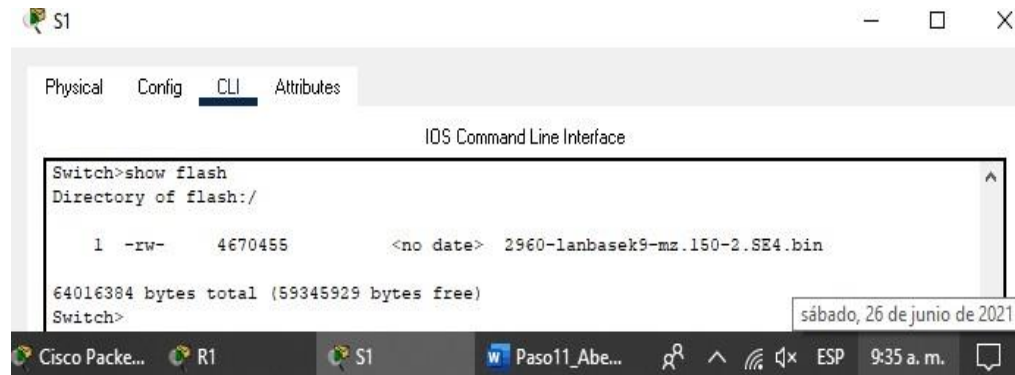 S1
Physical Config CLI Attributes
IOS Command Line Interface
Switch>show flash
Directory of flash:/
1 -rw- 4670455 <no date> 2960-lanbasek9-mz.150-2.SE4.bin
64016384 bytes total (59345929 bytes free)
Switch>
sábado, 26 de junio de 2021
Cisco Packe... R1 S1 Paso11_Abe... ESP 9:35 a. m.